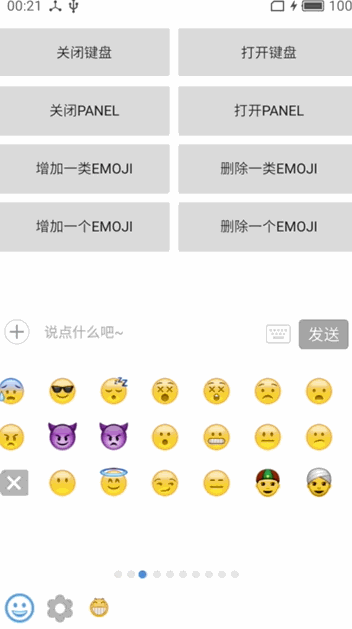 00:21 100
关闭键盘 打开键盘
关闭PANEL 打开PANEL
增加一类EMOJI 删除一类EMOJI
增加一个EMOJI 删除一个EMOJI
说点什么吧~ 发送